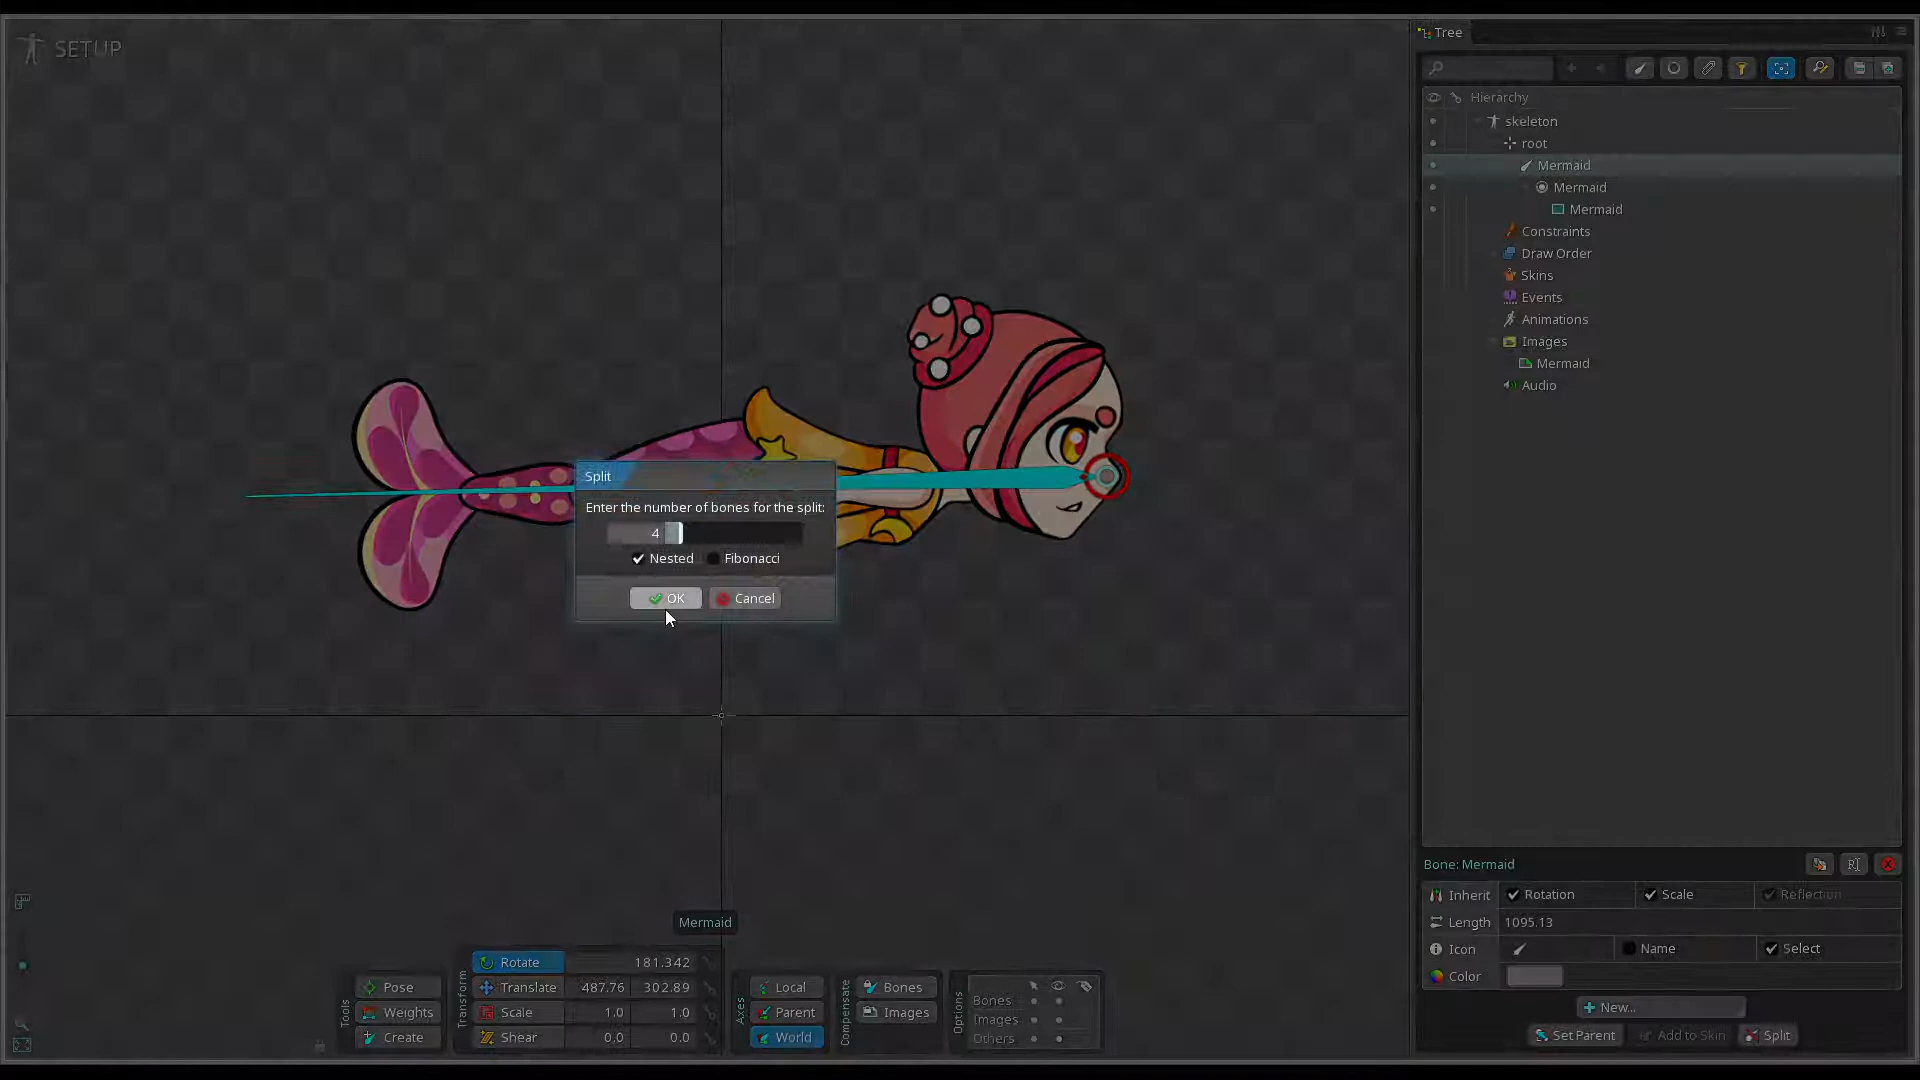 SETUP
Tree
Hierarchy
skeleton
root
Mermaid
Mermaid
Mermaid
Constraints
Draw Order
Skins
Events
Animations
Images
Mermaid
Audio
Split
Enter the number of bones for the split:
4
Nested Fibonacci
OK Cancel
Mermaid
Tools
Pose
Weights
Create
Transform
Rotate 181.342
Translate 487.76 302.89
Scale 1.0 1.0
Shear 0.0 0.0
Axes
Local
Parent
World
Compensate
Bones
Images
Options
Bones
Images
Others
Bone: Mermaid
Inherit Rotation Scale Reflection
Length 1095.13
Icon Name Select
Color
New...
Set Parent Add to Skin Split